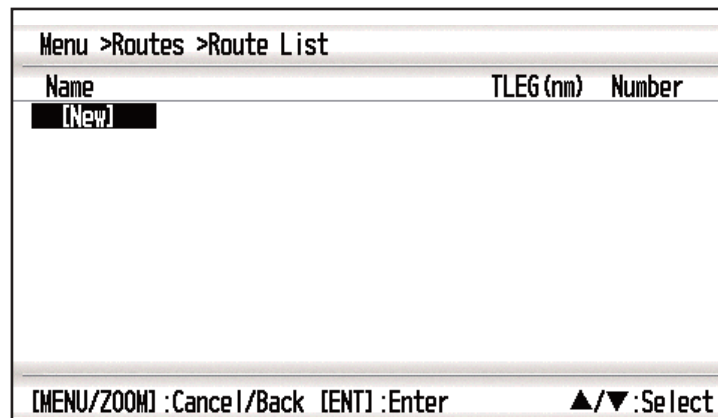 Menu >Routes >Route List
Name TLEG(nm) Number
[New]
[MENU/ZOOM]:Cancel/Back [ENT]:Enter ▲/▼:Select